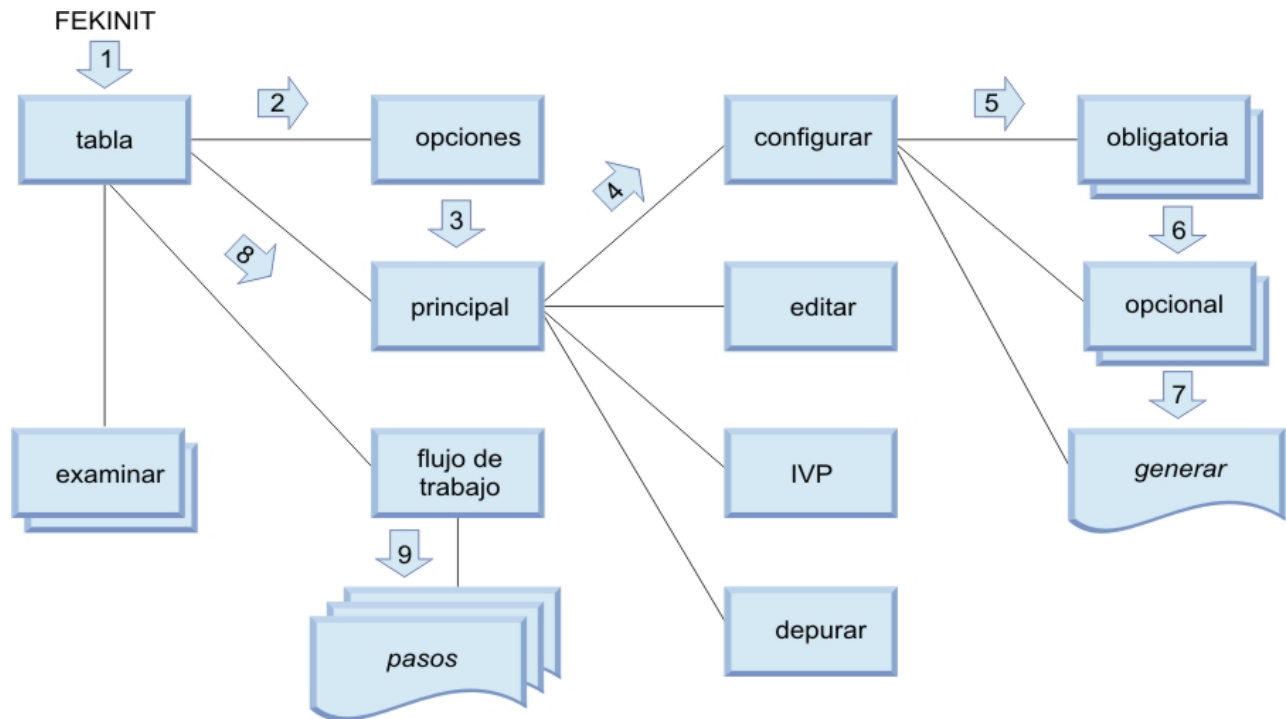 FEKINIT
1
2
5
tabla
opciones
configurar
obligatoria
4
3
6
8
principal
editar
opcional
7
examinar
flujo de
trabajo
IVP
generar
9
pasos
depurar